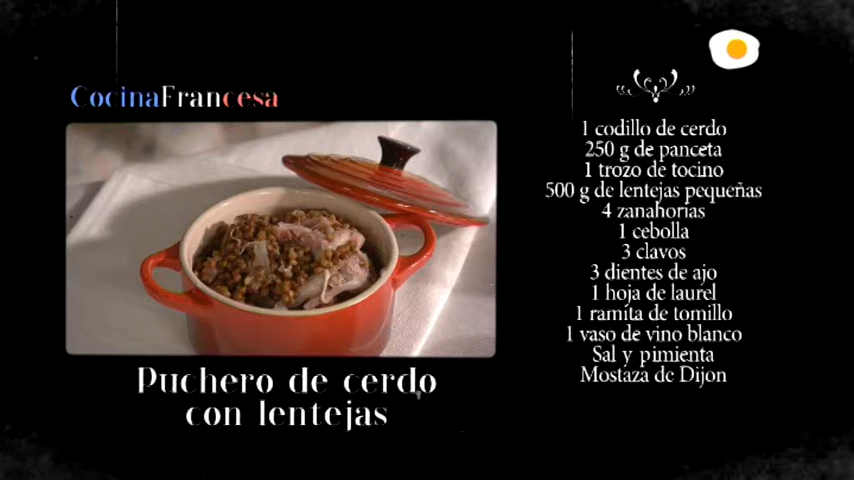 CocinaFrancesa
Puchero de cerdo
con lentejas
1 codillo de cerdo
250 g de panceta
1 trozo de tocino
500 g de lentejas pequeñas
4 zanahorias
1 cebolla
3 clavos
3 dientes de ajo
1 hoja de laurel
1 ramita de tomillo
1 vaso de vino blanco
Sal y pimienta
Mostaza de Dijon